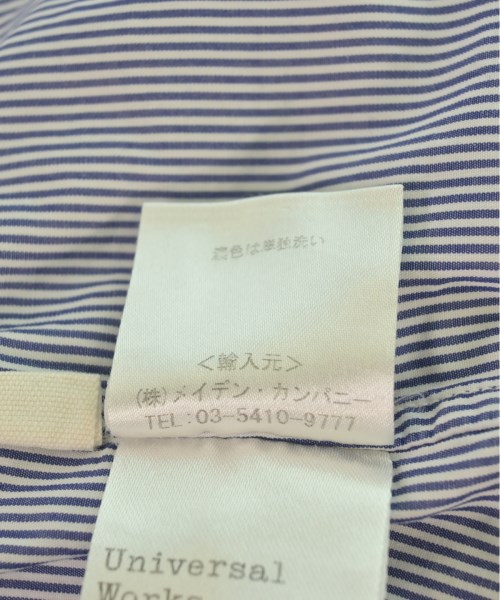 濃色は単独洗い
＜輸入元＞
(株)メイデン・カンパニー
TEL:03-5410-9777
Universal
Works